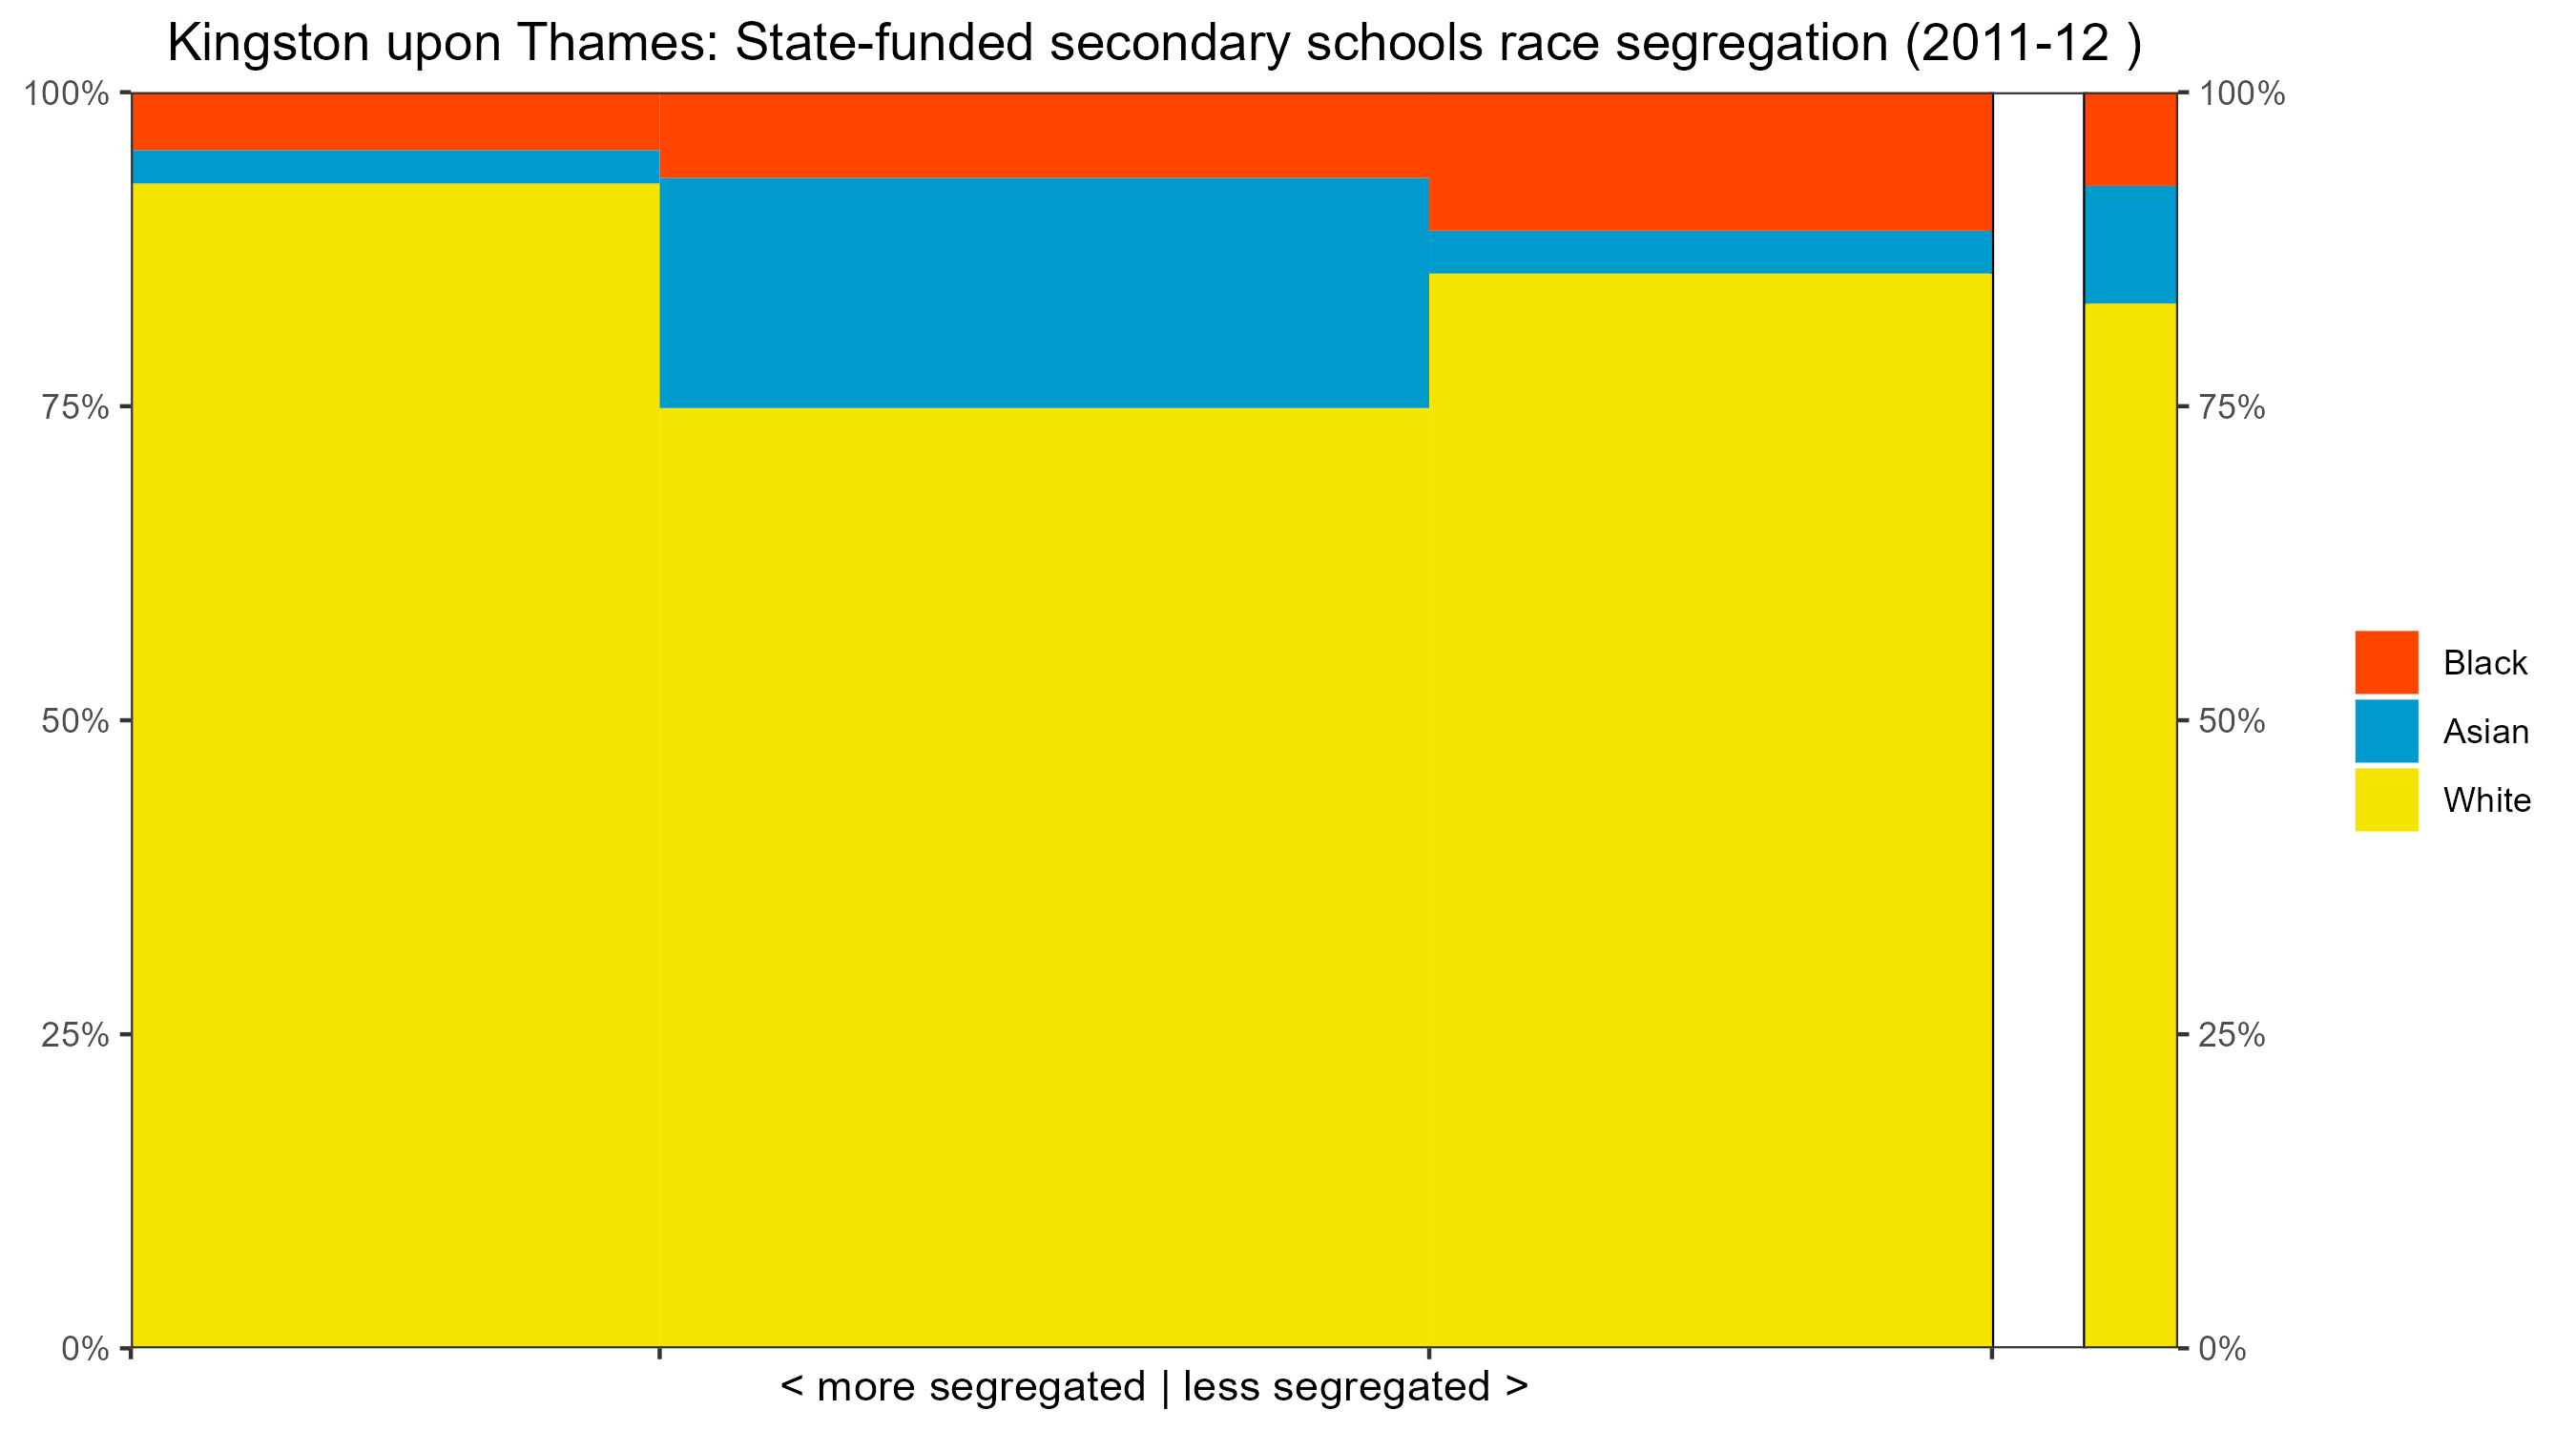 Kingston upon Thames: State-funded secondary schools race segregation (2011-12 )
100%
75%
50%
25%
0%
100%
75%
50%
25%
0%
Black
Asian
White
< more segregated | less segregated >